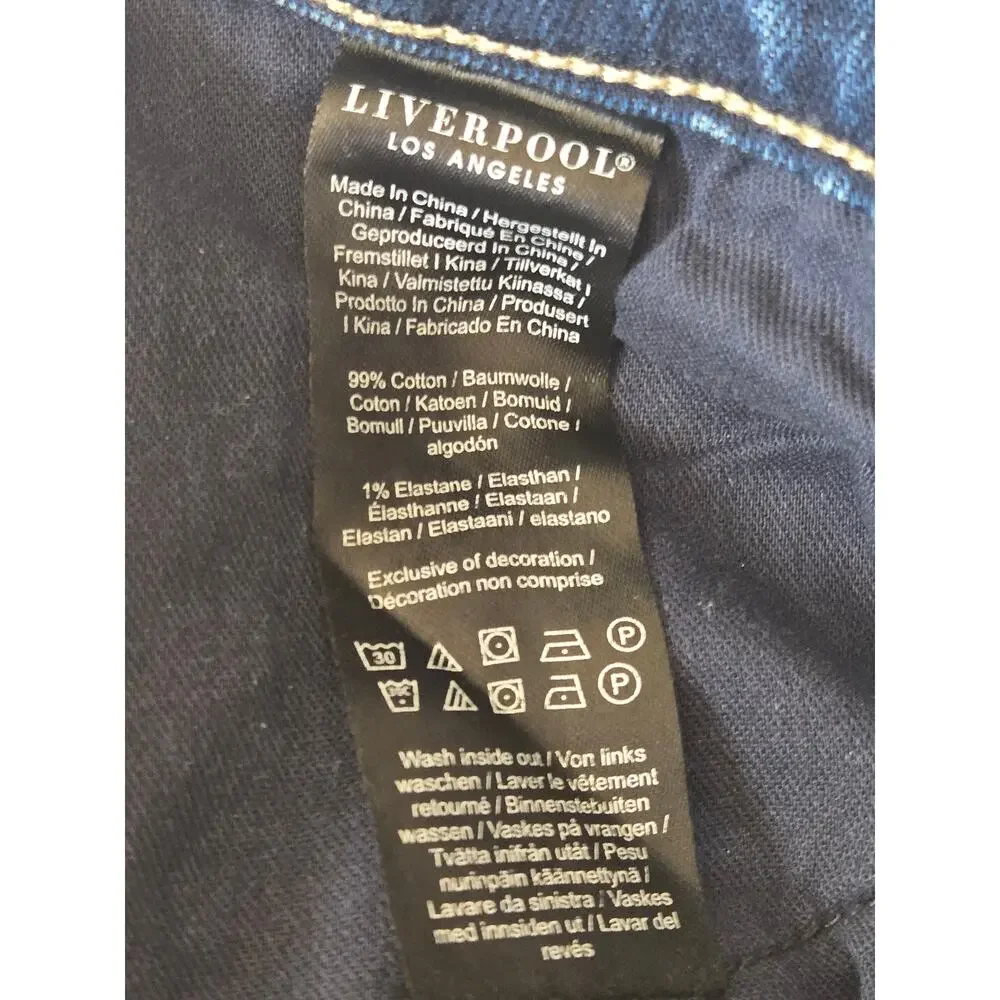 LIVERPOOL®
LOS ANGELES
Made In China / Hergestellt In
China / Fabriqué En Chine /
Geproduceerd In China /
Fremstillet I Kina / Tillverkat I
Kina / Valmistettu Kiinassa /
Prodotto In China / Produsert
I Kina / Fabricado En China
99% Cotton / Baumwolle /
Coton / Katoen / Bomuld /
Bomull / Puuvilla / Cotone /
algodón
1% Elastane / Elasthan /
Élasthanne / Elastaan /
Elastan / Elastaani / elastano
Exclusive of decoration /
Décoration non comprise
30 P
P
Wash inside out / Von links
waschen / Laver le vêtement
retourné / Binnenstebuiten
wassen / Vaskes på vrangen /
Tvätta inifrån utåt / Pesu
nurinpäin käännettynä /
Lavare da sinistra / Vaskes
med innsiden ut / Lavar del
revés